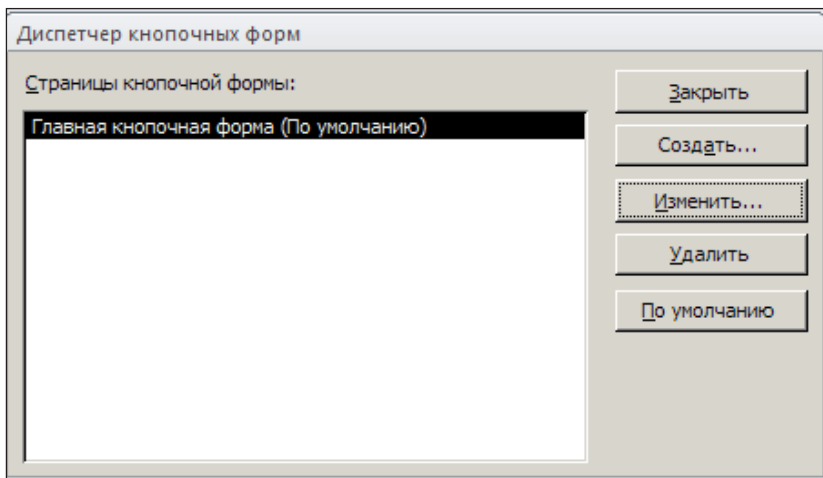 Диспетчер кнопочных форм
Страницы кнопочной формы:
Главная кнопочная форма (По умолчанию)
Закрыть
Создать...
Изменить...
Удалить
По умолчанию